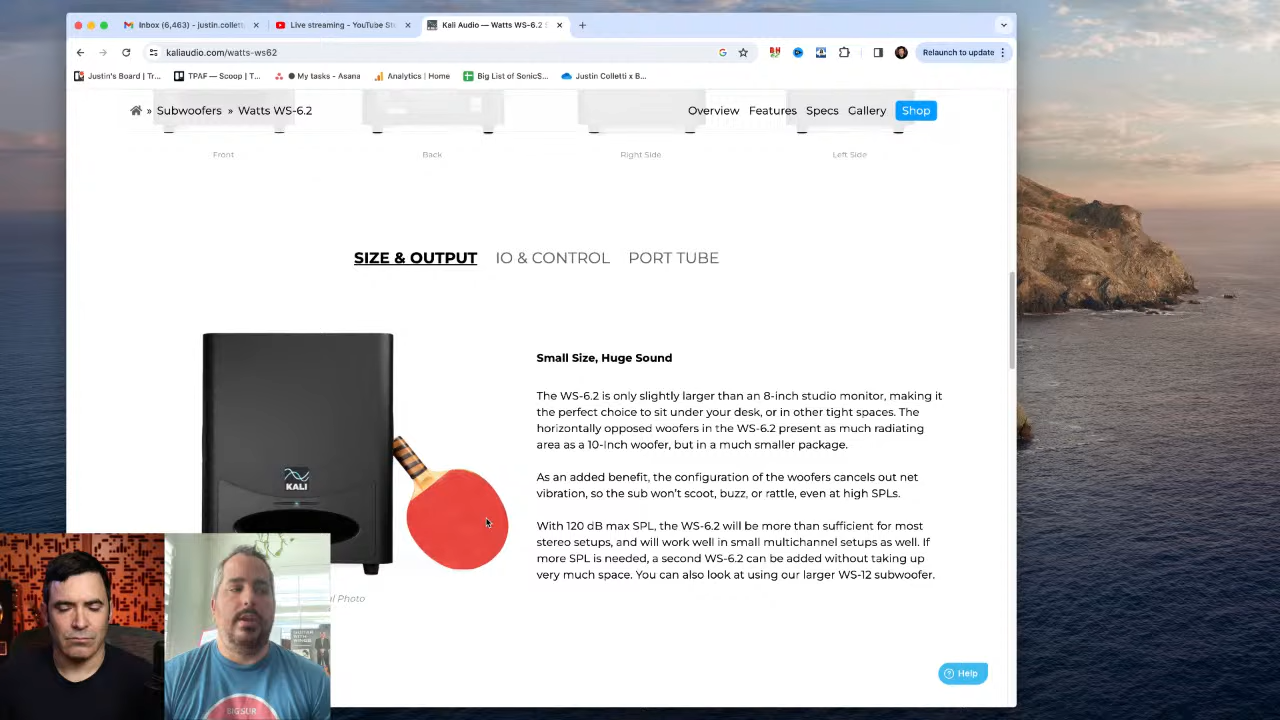 Inbox (6,463) - justin.collett
Live streaming - YouTube St
Kali Audio — Watts WS-6.2 S
kaliaudio.com/watts-ws62
Relaunch to update
Justin's Board | Tr...
TPAF — Scoop | T...
My tasks - Asana
Analytics | Home
Big List of SonicS...
Justin Colletti x B...
» Subwoofers » Watts WS-6.2
Overview Features Specs Gallery Shop
Front Back Right Side Left Side
SIZE & OUTPUT IO & CONTROL PORT TUBE
Small Size, Huge Sound
The WS-6.2 is only slightly larger than an 8-inch studio monitor, making it
the perfect choice to sit under your desk, or in other tight spaces. The
horizontally opposed woofers in the WS-6.2 present as much radiating
area as a 10-Inch woofer, but in a much smaller package.
As an added benefit, the configuration of the woofers cancels out net
vibration, so the sub won't scoot, buzz, or rattle, even at high SPLs.
With 120 dB max SPL, the WS-6.2 will be more than sufficient for most
stereo setups, and will work well in small multichannel setups as well. If
more SPL is needed, a second WS-6.2 can be added without taking up
very much space. You can also look at using our larger WS-12 subwoofer.
KALI
Photo
Help
BIG SUR